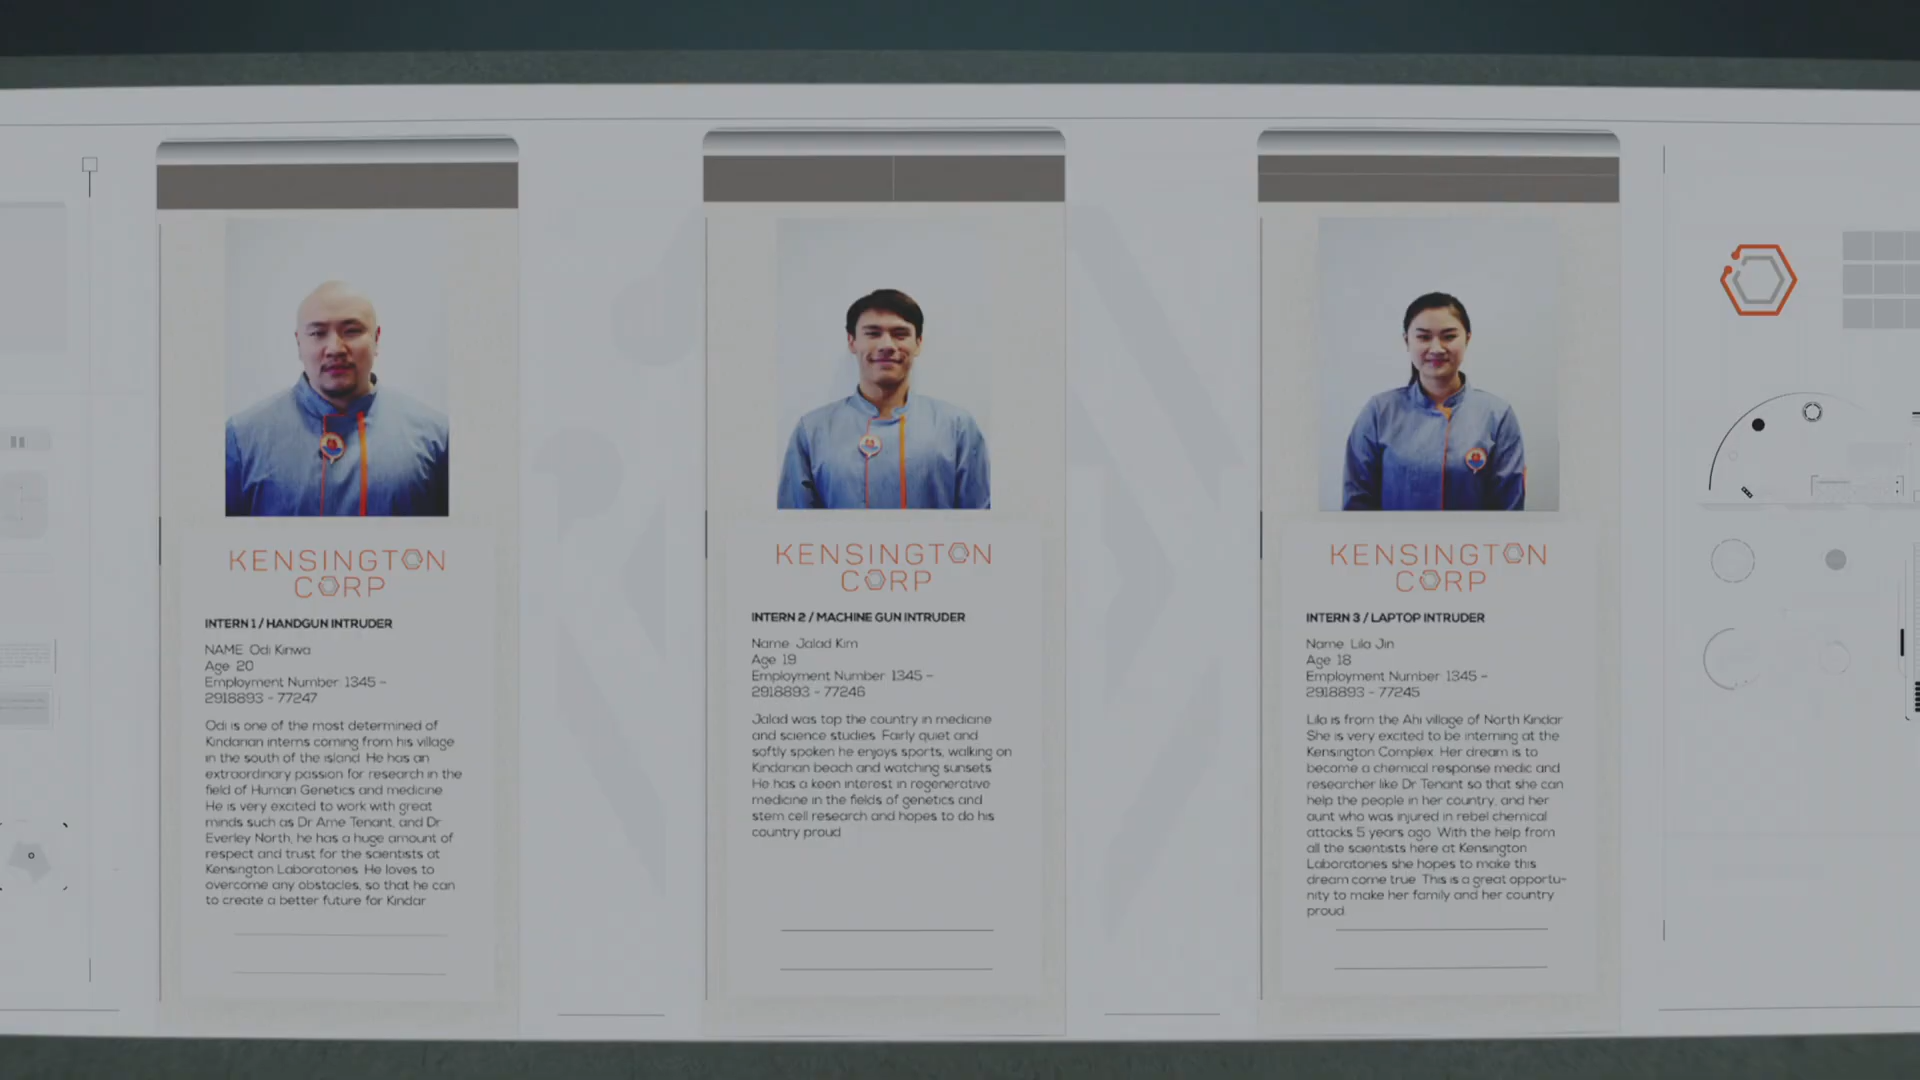 KENSINGTON
CORP
INTERN 1 / HANDGUN INTRUDER
NAME Odi Kinwa
Age 20
Employment Number 1345 –
2918893 - 77247
Odi is one of the most determined of
Kindarian interns coming from his village
in the south of the island. He has an
extraordinary passion for research in the
field of Human Genetics and medicine
He is very excited to work with great
minds such as Dr Ame Tenant, and Dr
Everley North, he has a huge amount of
respect and trust for the scientists at
Kensington Laboratories. He loves to
overcome any obstacles, so that he can
to create a better future for Kindar
KENSINGTON
CORP
INTERN 2 / MACHINE GUN INTRUDER
Name Jalad Kim
Age 19
Employment Number 1345 –
2918893 - 77246
Jalad was top the country in medicine
and science studies. Fairly quiet and
softly spoken he enjoys sports, walking on
Kindarian beach and watching sunsets
He has a keen interest in regenerative
medicine in the fields of genetics and
stem cell research and hopes to do his
country proud
KENSINGTON
CORP
INTERN 3 / LAPTOP INTRUDER
Name Lila Jin
Age 18
Employment Number 1345 –
2918893 - 77245
Lila is from the Ahi village of North Kindar
She is very excited to be interning at the
Kensington Complex. Her dream is to
become a chemical response medic and
researcher like Dr Tenant so that she can
help the people in her country, and her
aunt who was injured in rebel chemical
attacks 5 years ago. With the help from
all the scientists here at Kensington
Laboratories she hopes to make this
dream come true. This is a great opportu-
nity to make her family and her country
proud.